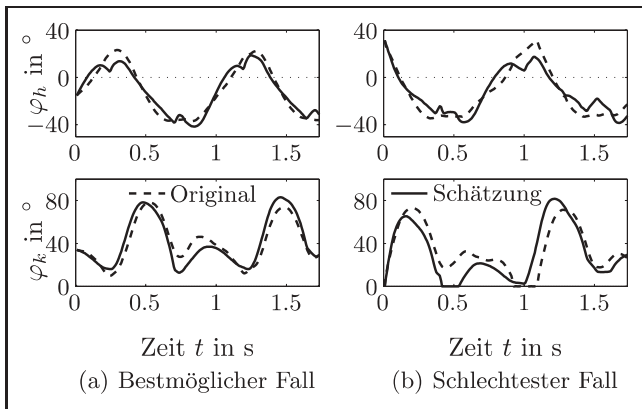 40
0
−40
−φ_h in °
0 0.5 1 1.5
40
0
−40
0 0.5 1 1.5
80
40
0
φ_k in °
Original
0 0.5 1 1.5
80
40
0
Schätzung
0 0.5 1 1.5
Zeit t in s
Zeit t in s
(a) Bestmöglicher Fall
(b) Schlechtester Fall